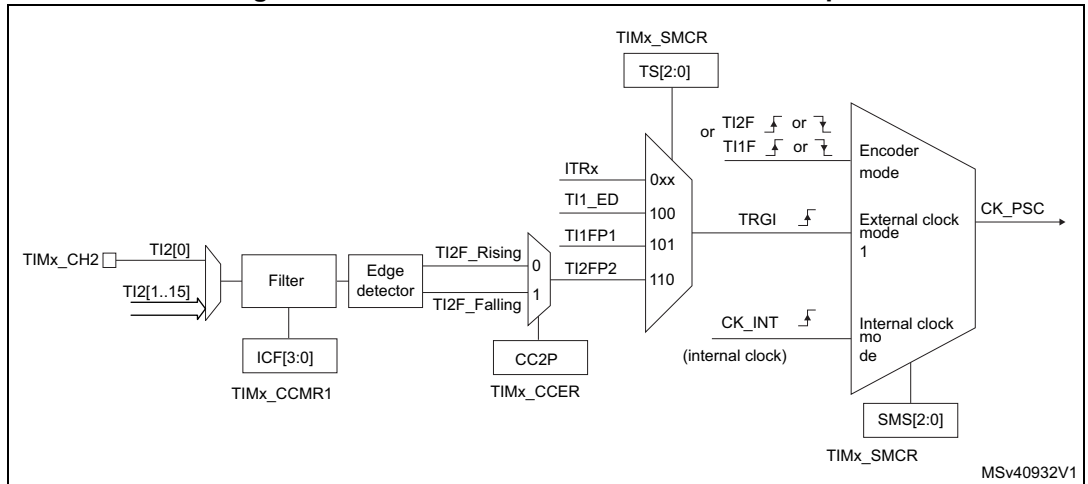 TIMx_SMCR
TS[2:0]
or TI2F or
TI1F or
Encoder
mode
ITRx
0xx
TI1_ED
100
TRGI
External clock
mode
1
CK_PSC
TI1FP1
101
TIMx_CH2
TI2[0]
TI2F_Rising
0
TI2FP2
110
Filter
Edge
detector
TI2[1..15]
TI2F_Falling
1
CK_INT
Internal clock
mo
de
(internal clock)
ICF[3:0]
CC2P
TIMx_CCMR1
TIMx_CCER
SMS[2:0]
TIMx_SMCR
MSv40932V1